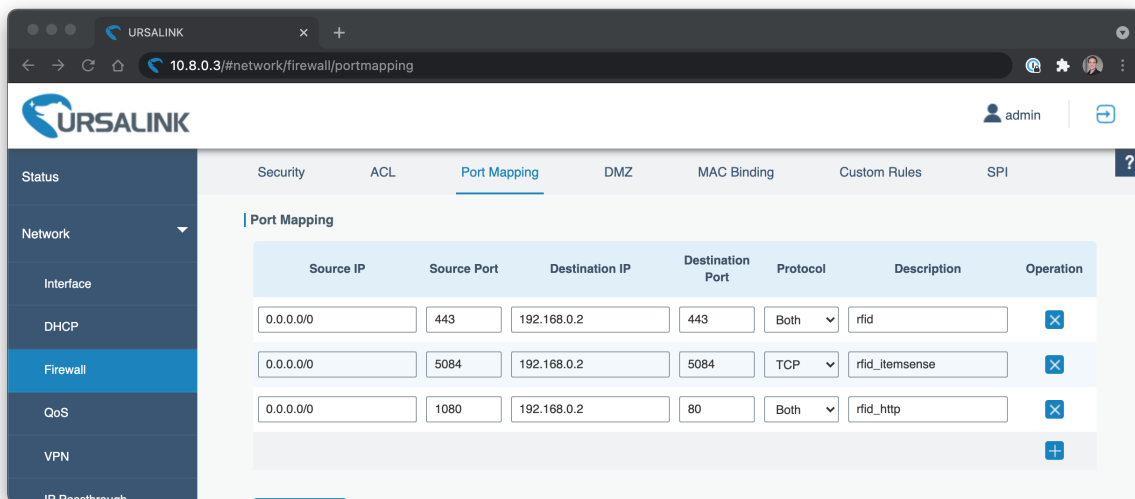 URSALINK
10.8.0.3/#network/firewall/portmapping
URSALINK
admin
?
Status
Network
Interface
DHCP
Firewall
QoS
VPN
IP Passthrough
Security ACL Port Mapping DMZ MAC Binding Custom Rules SPI
Port Mapping
Source IP Source Port Destination IP Destination Port Protocol Description Operation
0.0.0.0/0 443 192.168.0.2 443 Both rfid
0.0.0.0/0 5084 192.168.0.2 5084 TCP rfid_itemsense
0.0.0.0/0 1080 192.168.0.2 80 Both rfid_http